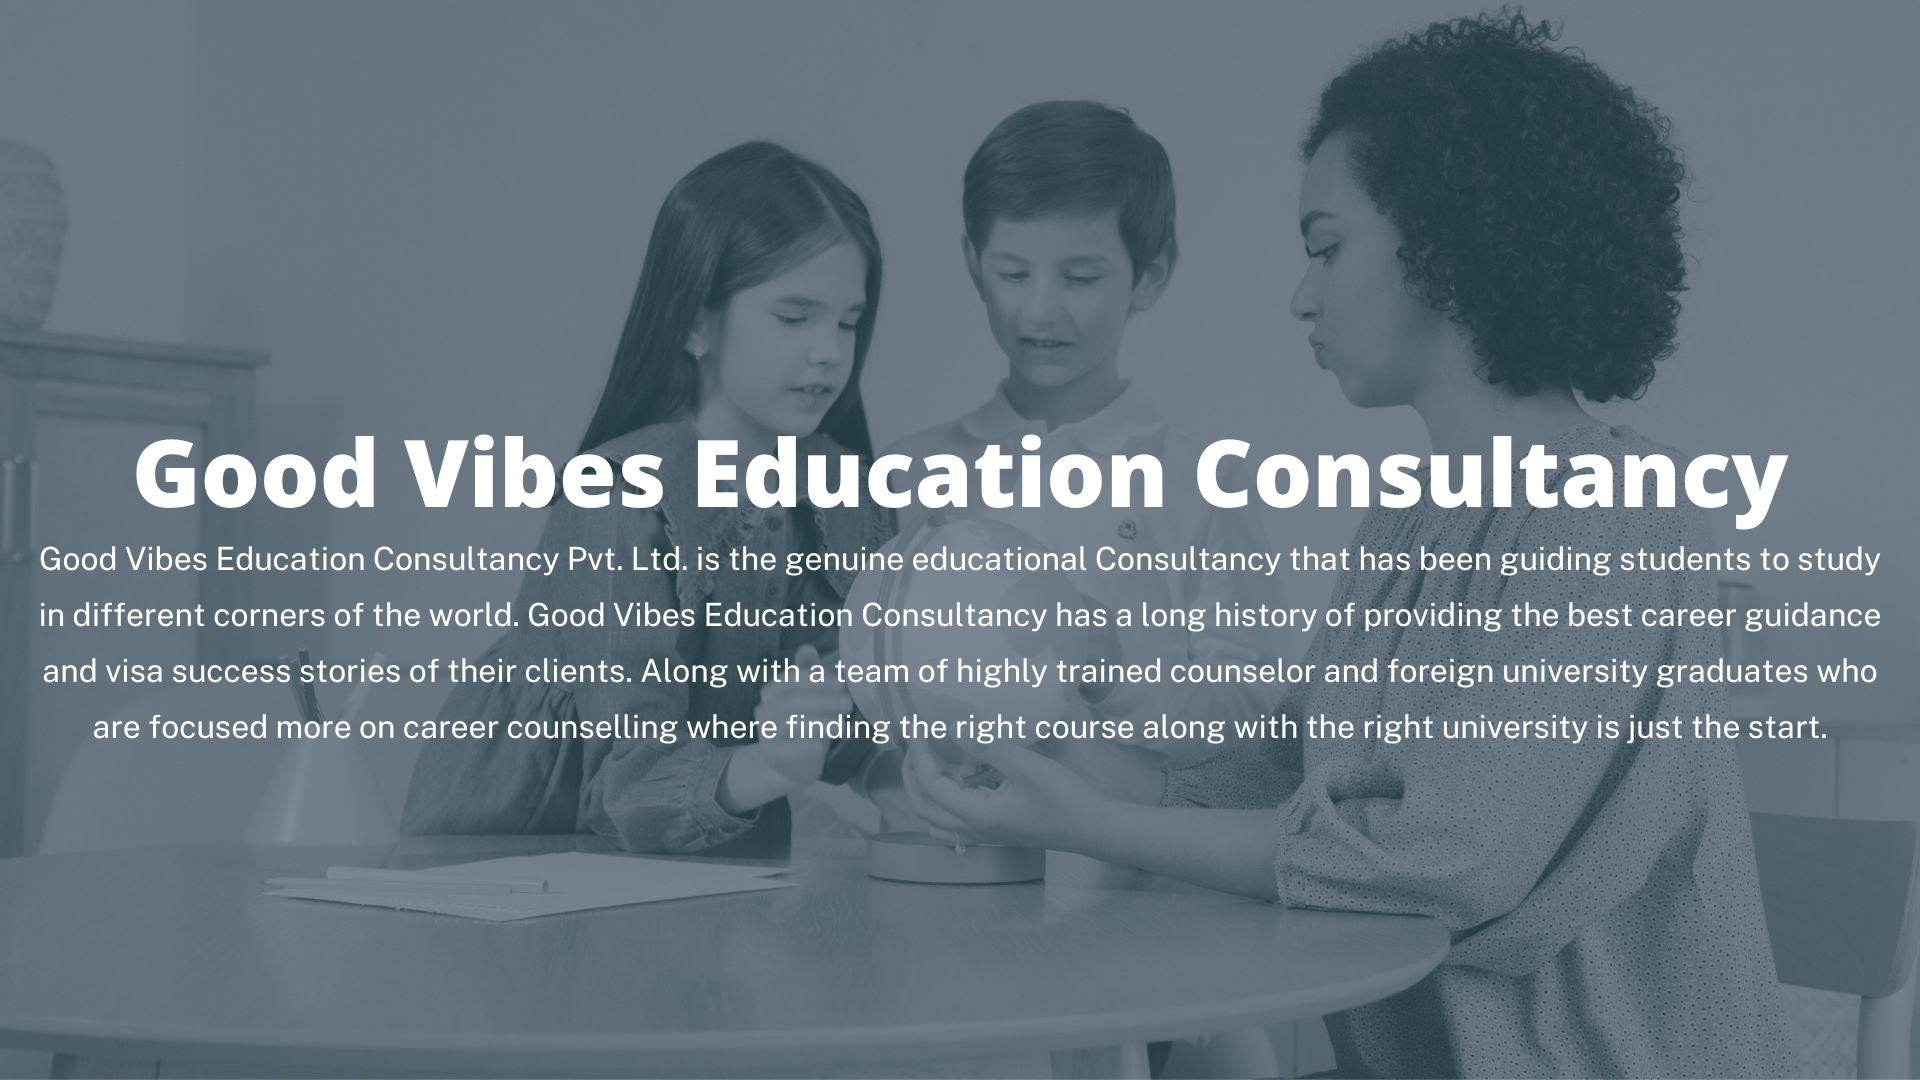 Good Vibes Education Consultancy
Good Vibes Education Consultancy Pvt. Ltd. is the genuine educational Consultancy that has been guiding students to study
in different corners of the world. Good Vibes Education Consultancy has a long history of providing the best career guidance
and visa success stories of their clients. Along with a team of highly trained counselor and foreign university graduates who
are focused more on career counselling where finding the right course along with the right university is just the start.